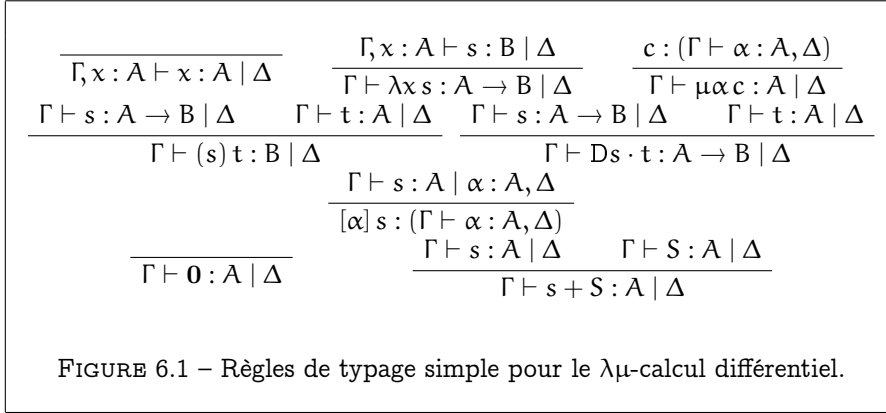 Γ, x : A ⊢ x : A | Δ
Γ, x : A ⊢ s : B | Δ
Γ ⊢ λx s : A → B | Δ
c : (Γ ⊢ α : A, Δ)
Γ ⊢ μα c : A | Δ
Γ ⊢ s : A → B | Δ Γ ⊢ t : A | Δ
Γ ⊢ (s) t : B | Δ
Γ ⊢ s : A → B | Δ Γ ⊢ t : A | Δ
Γ ⊢ Ds · t : A → B | Δ
Γ ⊢ s : A | α : A, Δ
[α] s : (Γ ⊢ α : A, Δ)
Γ ⊢ 0 : A | Δ
Γ ⊢ s : A | Δ Γ ⊢ S : A | Δ
Γ ⊢ s + S : A | Δ
FIGURE 6.1 – Règles de typage simple pour le λμ-calcul différentiel.